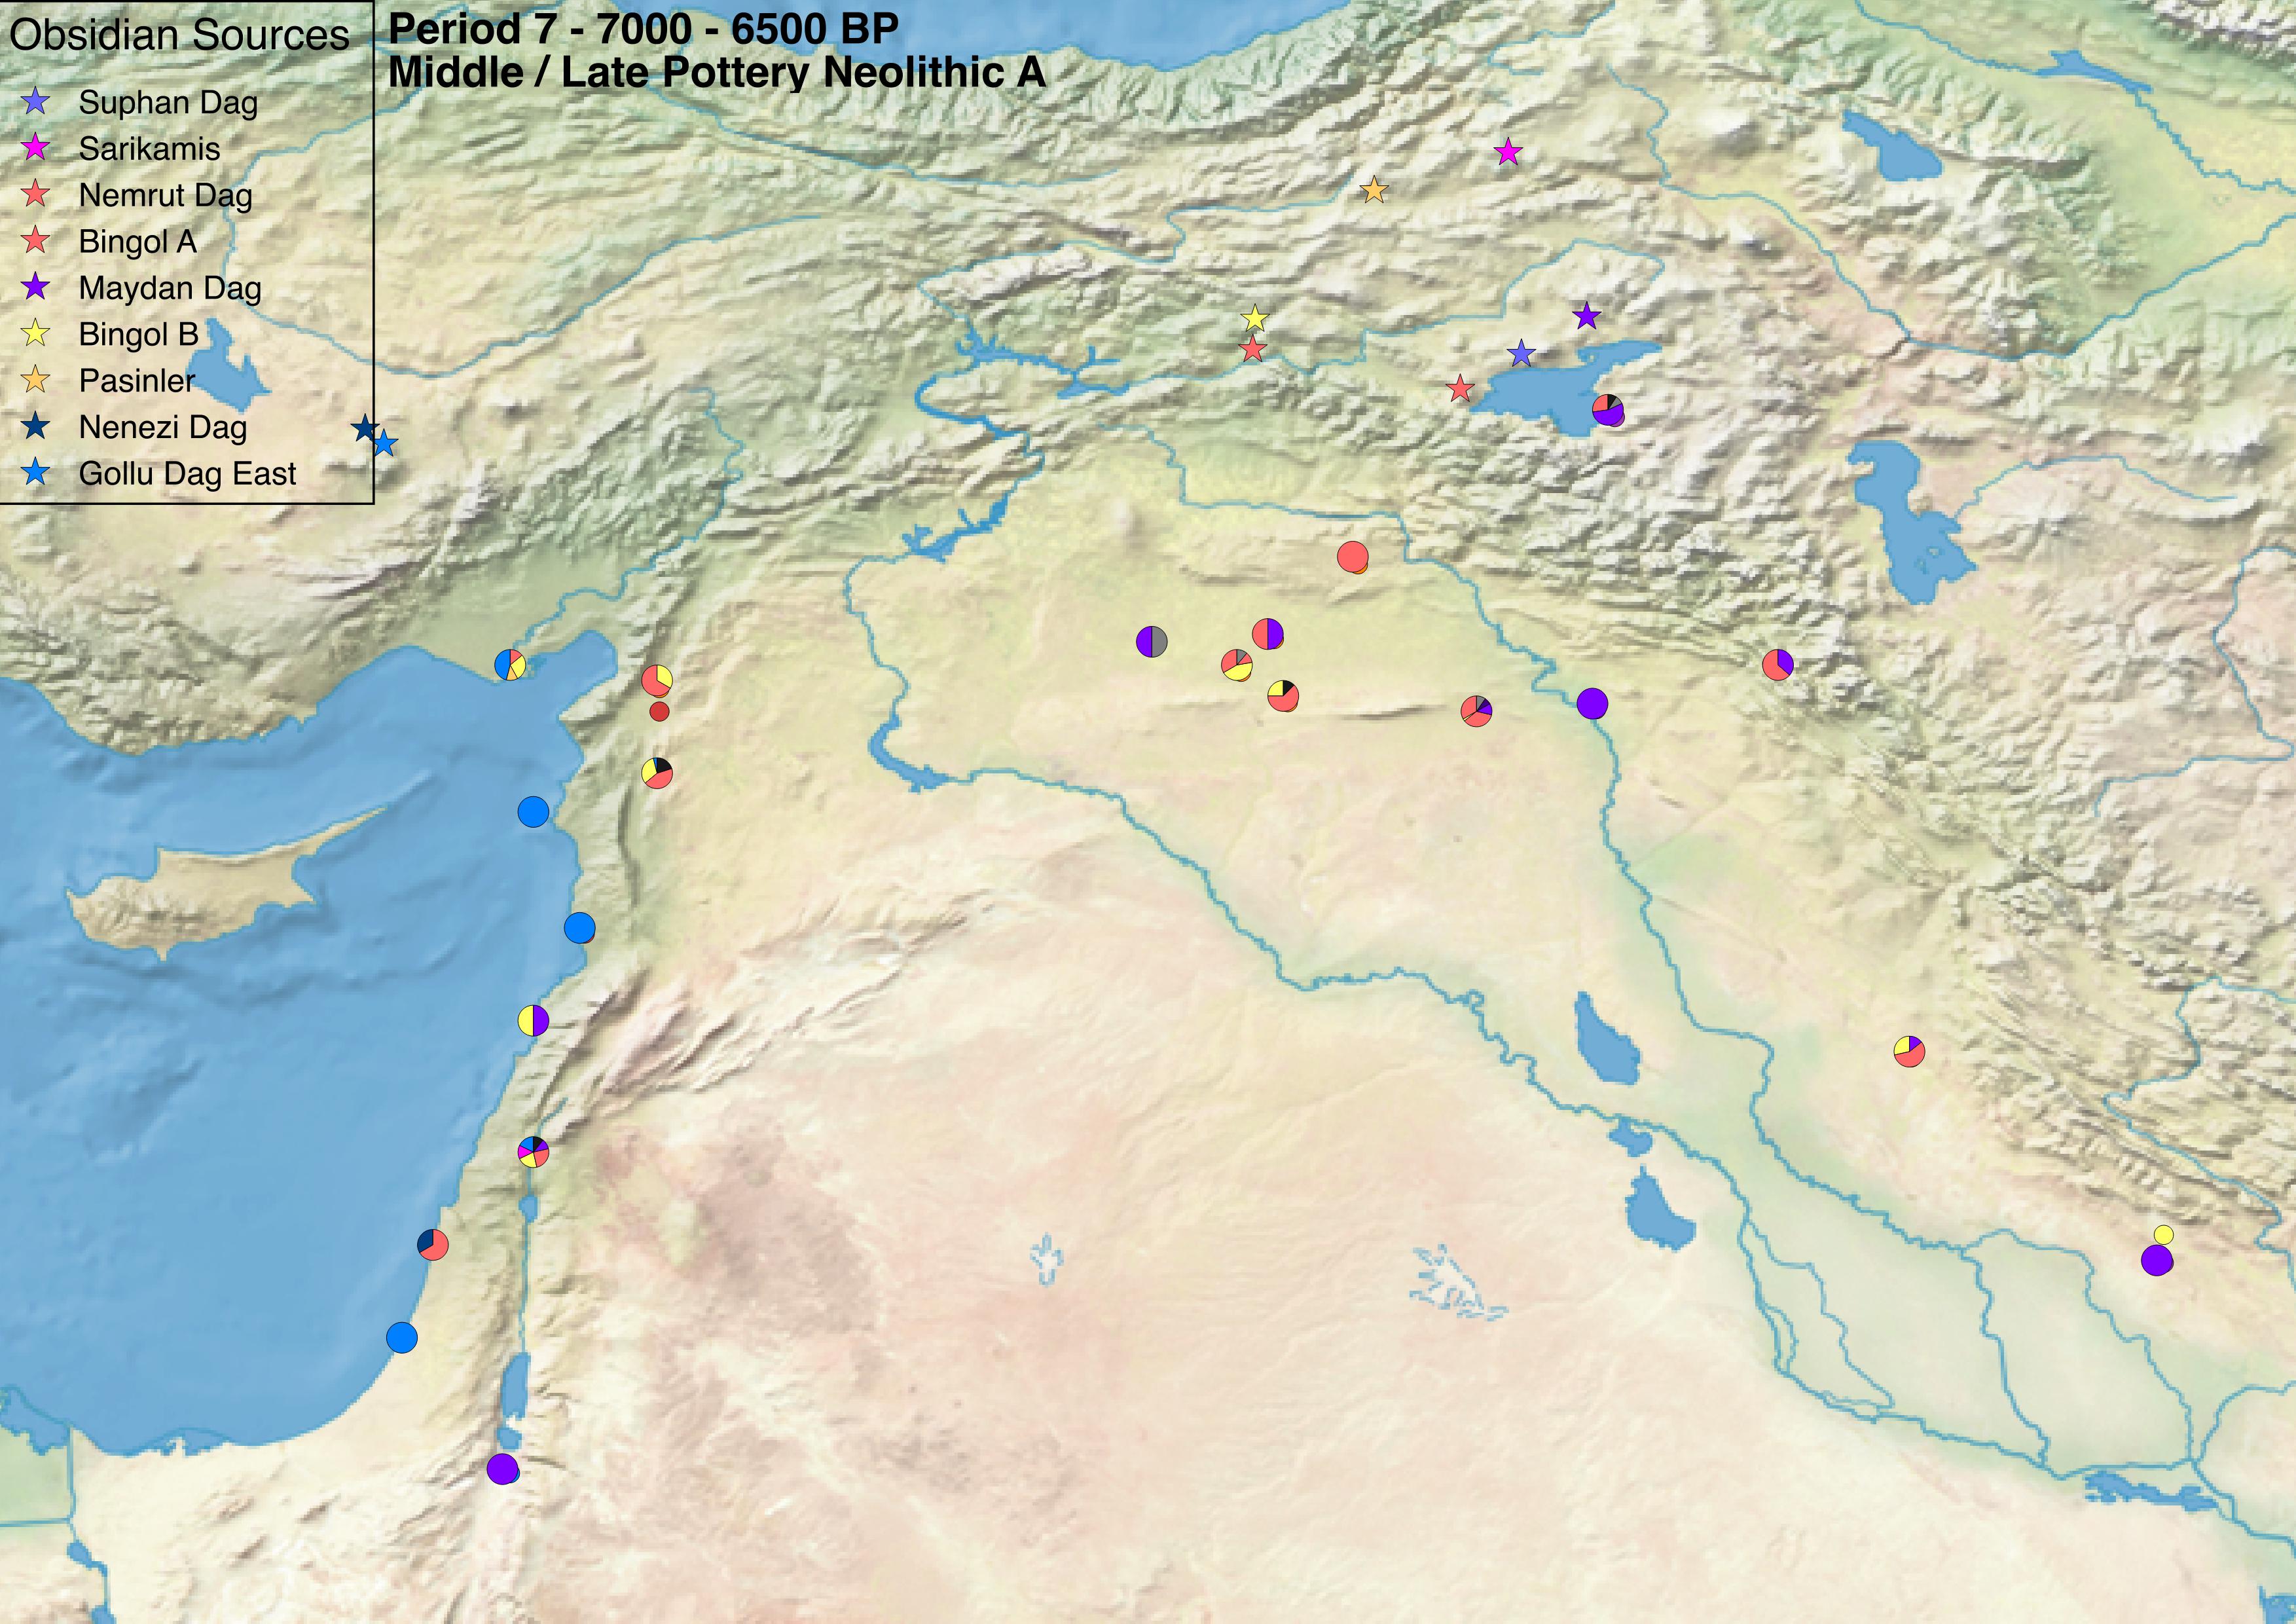 Obsidian Sources
Suphan Dag
Sarikamis
Nemrut Dag
Bingol A
Maydan Dag
Bingol B
Pasinler
Nenezi Dag
Gollu Dag East
Period 7 - 7000 - 6500 BP
Middle / Late Pottery Neolithic A